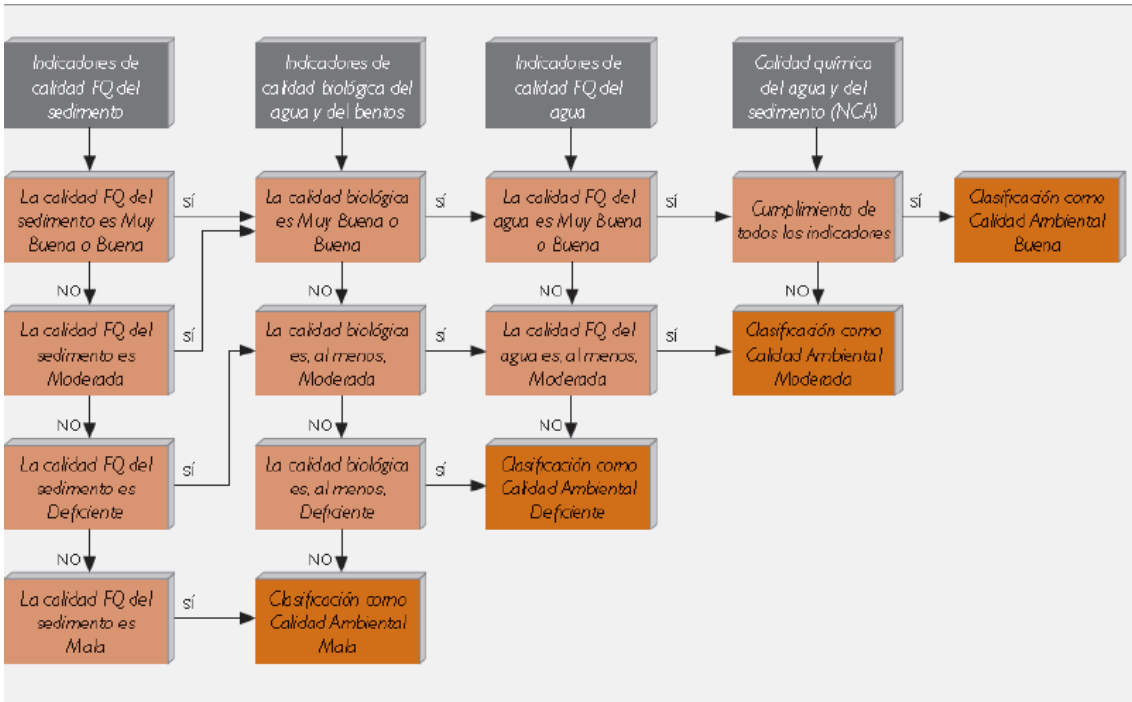 Indicadores de
calidad FQ del
sedimento
Indicadores de
calidad biológica del
agua y del bentos
Indicadores de
calidad FQ del
agua
Calidad química
del agua y del
sedimento (NCA)
La calidad FQ del
sedimento es Muy
Buena o Buena
SÍ
La calidad biológica
es Muy Buena o
Buena
SÍ
La calidad FQ del
agua es Muy Buena
o Buena
SÍ
Cumplimiento de
todos los indicadores
SÍ
Clasificación como
Calidad Ambiental
Buena
NO
NO
NO
NO
La calidad FQ del
sedimento es
Moderada
SÍ
La calidad biológica
es, al menos,
Moderada
SÍ
La calidad FQ del
agua es, al menos,
Moderada
SÍ
Clasificación como
Calidad Ambiental
Moderada
NO
NO
NO
La calidad FQ del
sedimento es
Deficiente
SÍ
La calidad biológica
es, al menos,
Deficiente
SÍ
Clasificación como
Calidad Ambiental
Deficiente
NO
NO
La calidad FQ del
sedimento es
Mala
SÍ
Clasificación como
Calidad Ambiental
Mala